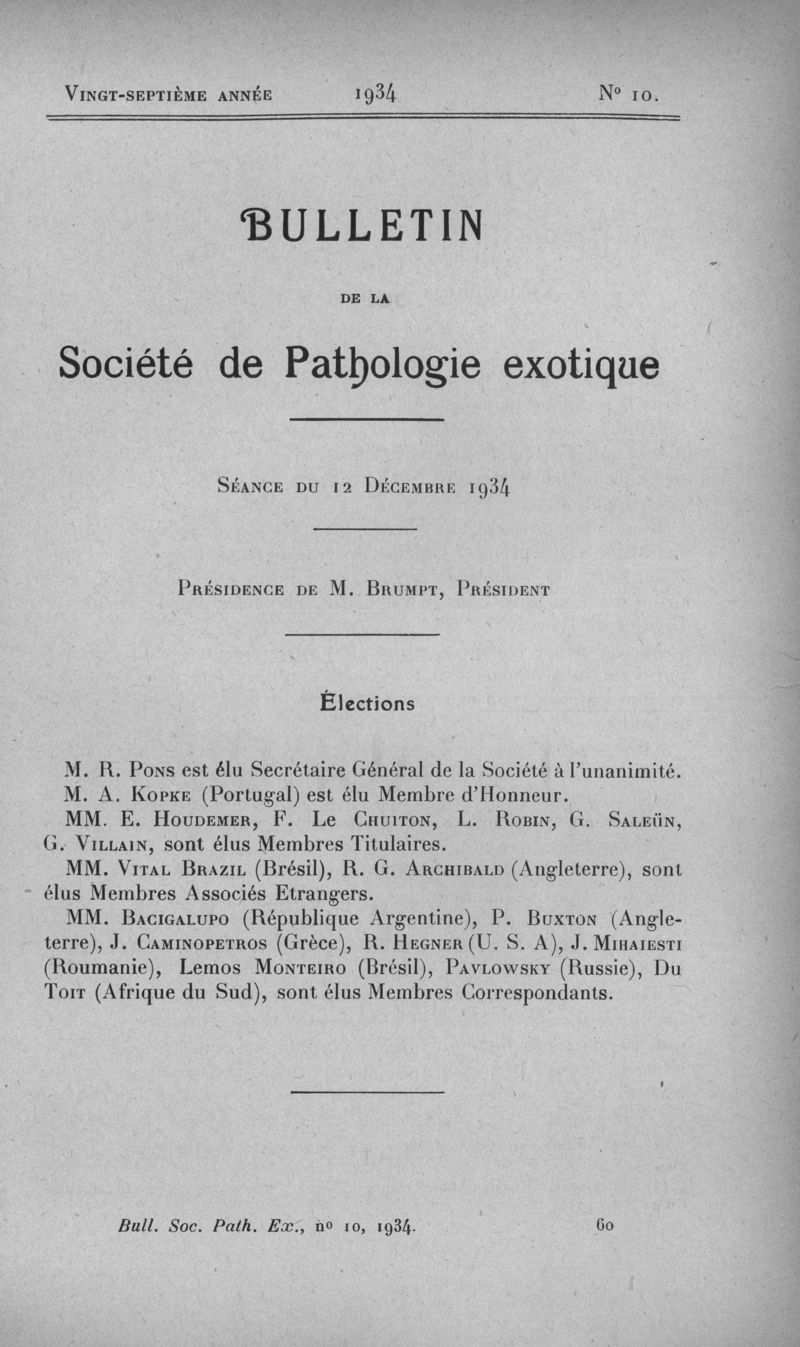 VINGT-SEPTIÈME ANNÉE 1934 Nº 10.
BULLETIN
DE LA
Société de Pathologie exotique
SÉANCE DU 12 DÉCEMBRE 1934
PRÉSIDENCE DE M. BRUMPT, PRÉSIDENT
Élections
M. R. PONS est élu Secrétaire Général de la Société à l'unanimité.
M. A. KOPKE (Portugal) est élu Membre d'Honneur.
MM. E. HOUDEMER, F. Le CHUITON, L. ROBIN, G. SALEÜN,
G. VILLAIN, sont élus Membres Titulaires.
MM. VITAL BRAZIL (Brésil), R. G. ARCHIBALD (Angleterre), sont
élus Membres Associés Etrangers.
MM. BACIGALUPO (République Argentine), P. BUXTON (Angle-
terre), J. CAMINOPETROS (Grèce), R. HEGNER (U. S. A), J. MIHAIESTI
(Roumanie), Lemos MONTEIRO (Brésil), PAVLOWSKY (Russie), DU
TOIT (Afrique du Sud), sont élus Membres Correspondants.
Bull. Soc. Path. Ex., nº 10, 1934. 60